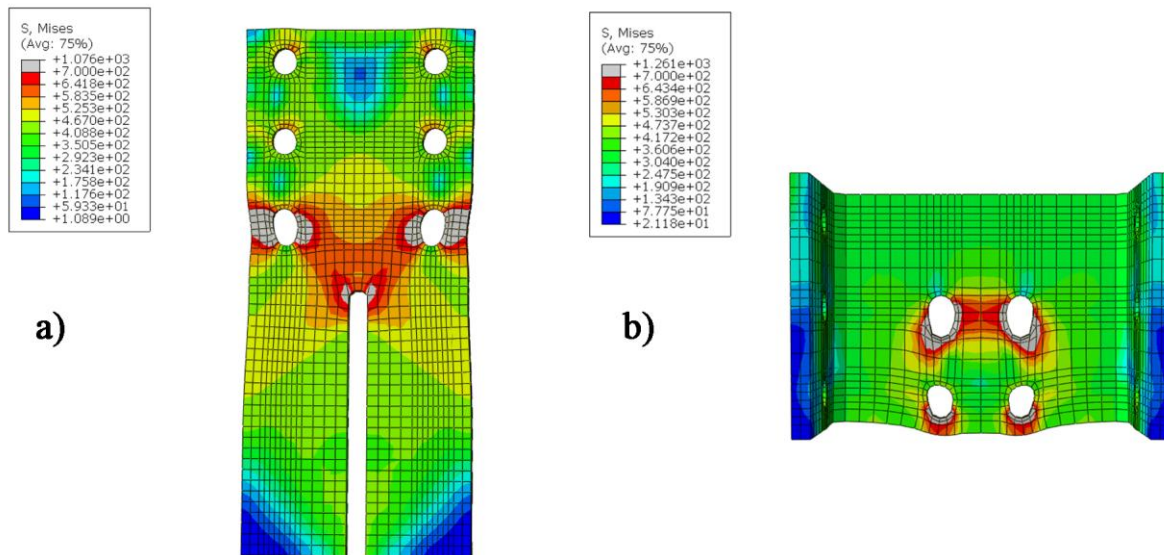 S, Mises
(Avg: 75%)
+1.076e+03
+7.000e+02
+6.418e+02
+5.835e+02
+5.253e+02
+4.670e+02
+4.088e+02
+3.505e+02
+2.923e+02
+2.341e+02
+1.758e+02
+1.176e+02
+5.933e+01
+1.089e+00
a)
S, Mises
(Avg: 75%)
+1.261e+03
+7.000e+02
+6.434e+02
+5.869e+02
+5.303e+02
+4.737e+02
+4.172e+02
+3.606e+02
+3.040e+02
+2.475e+02
+1.909e+02
+1.343e+02
+7.775e+01
+2.118e+01
b)